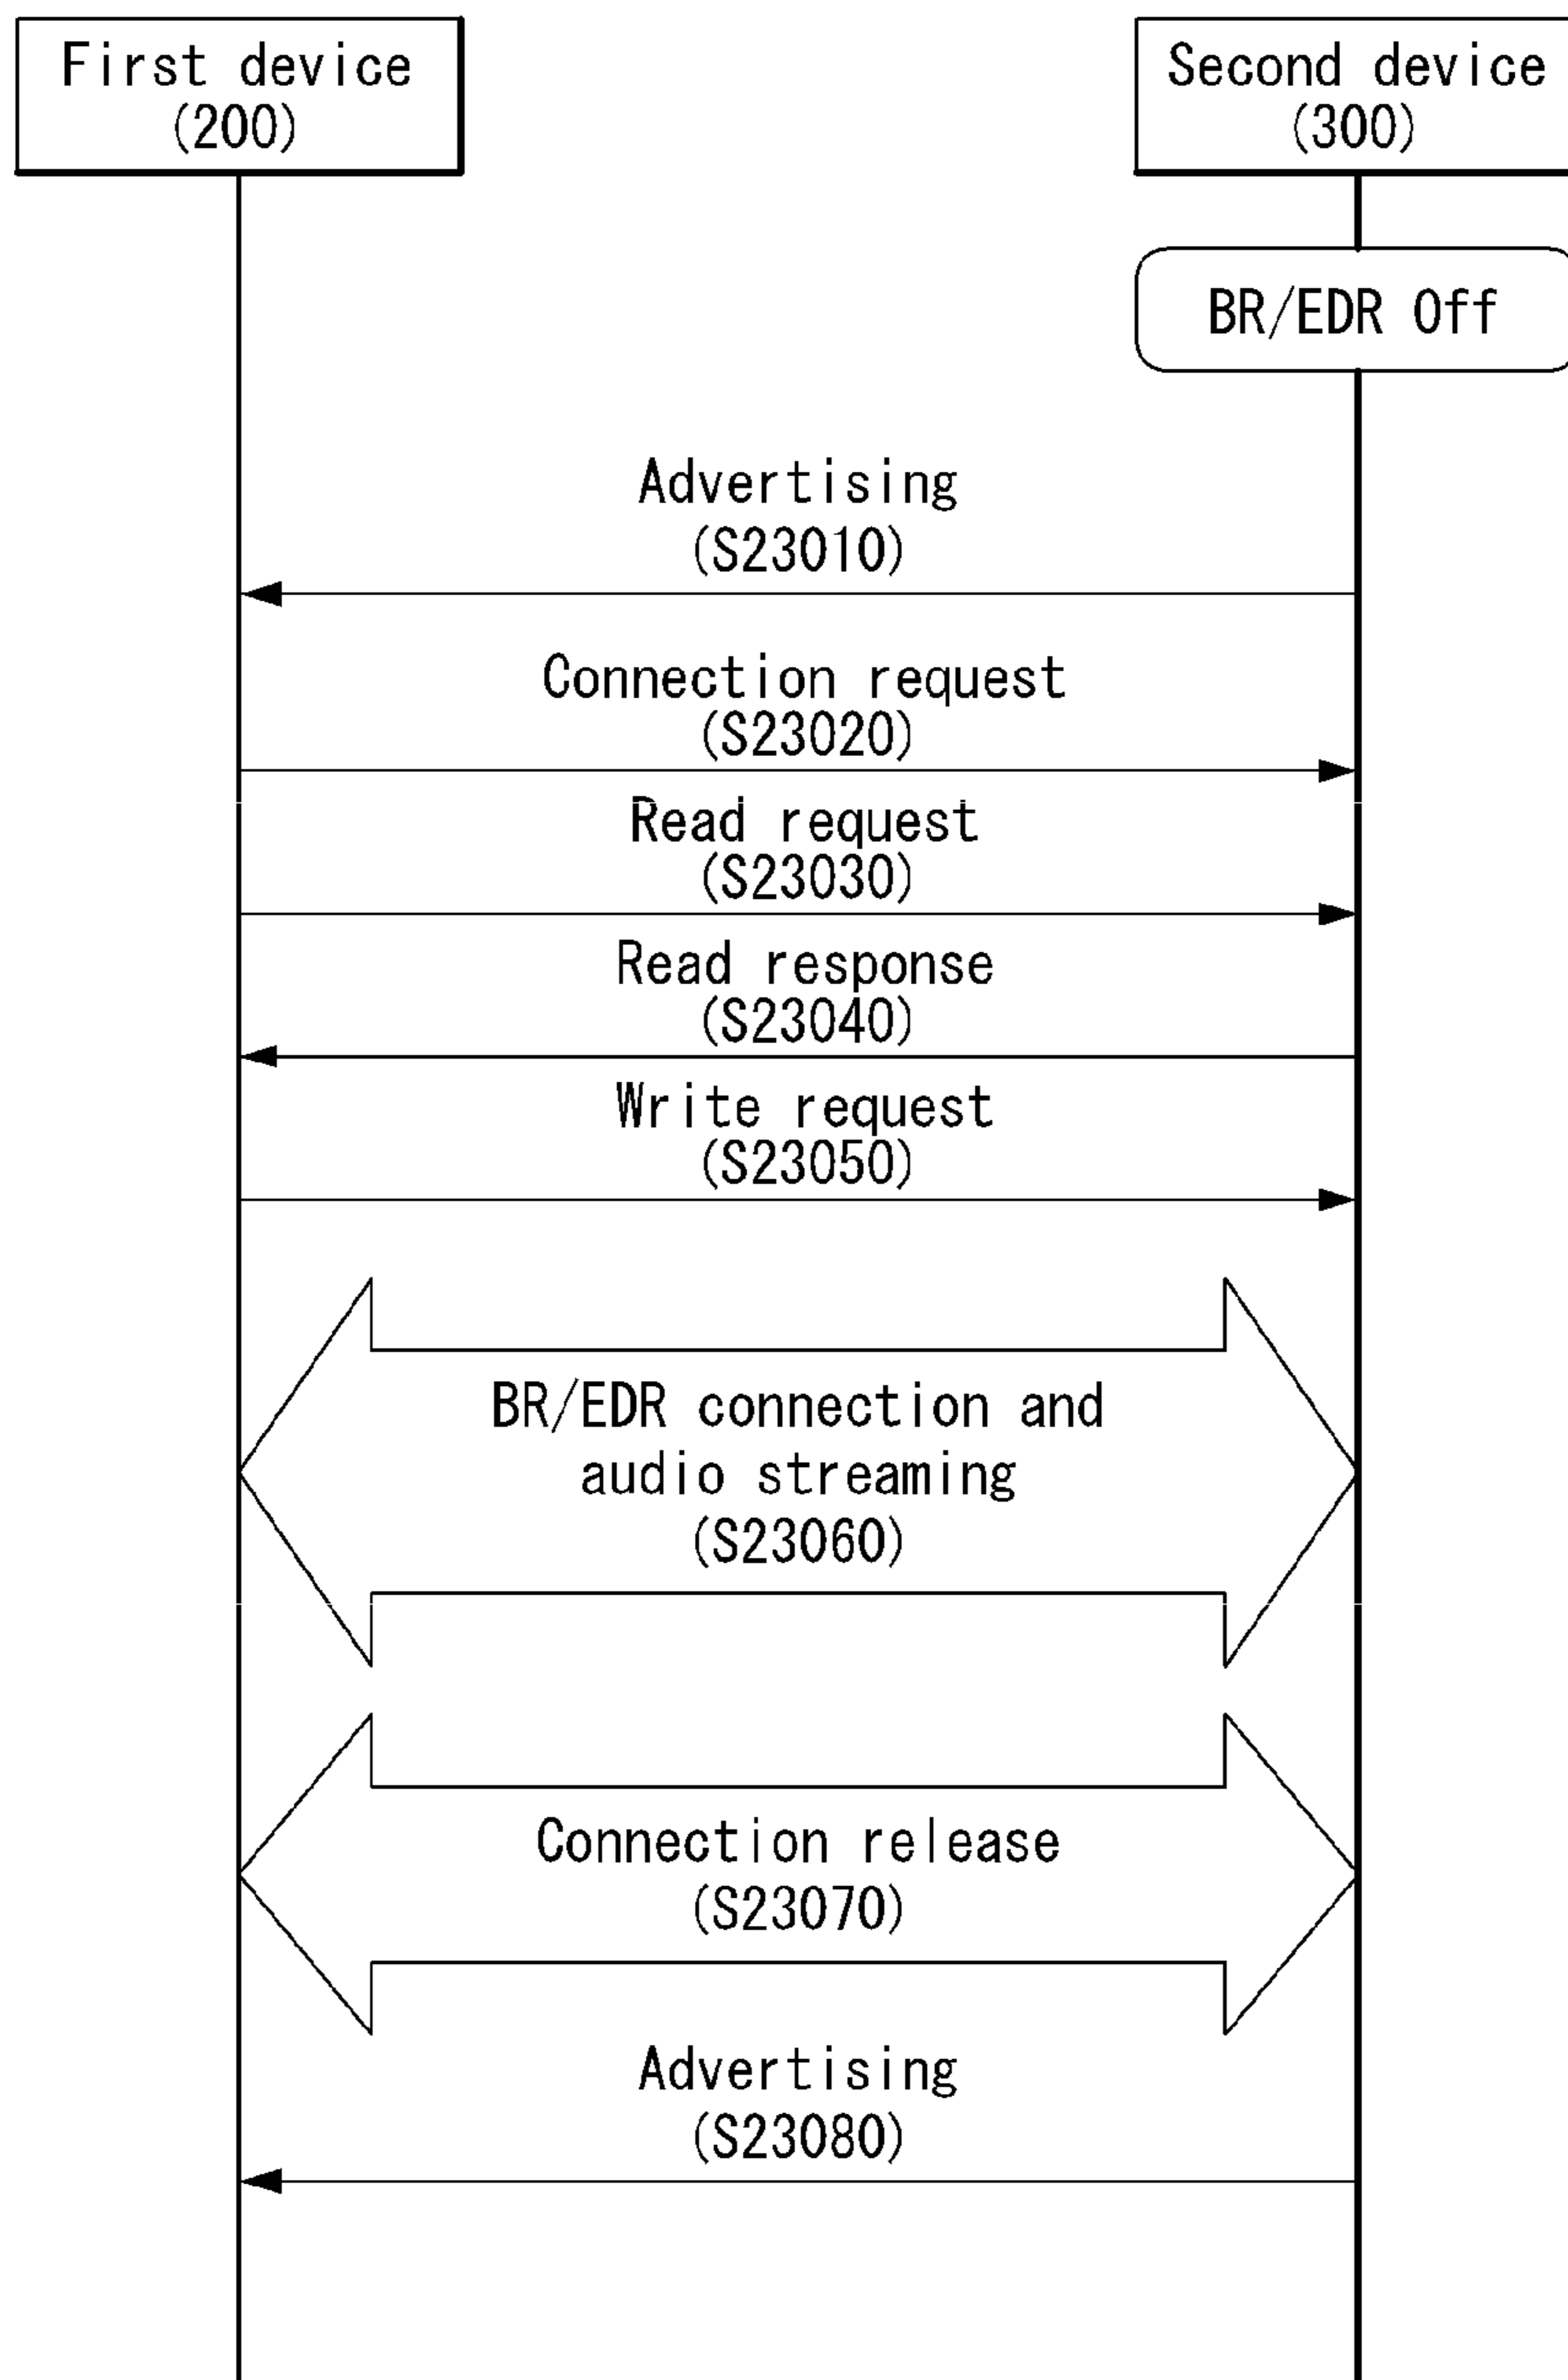 First device
(200)
Second device
(300)
BR/EDR Off
Advertising
(S23010)
Connection request
(S23020)
Read request
(S23030)
Read response
(S23040)
Write request
(S23050)
BR/EDR connection and
audio streaming
(S23060)
Connection release
(S23070)
Advertising
(S23080)